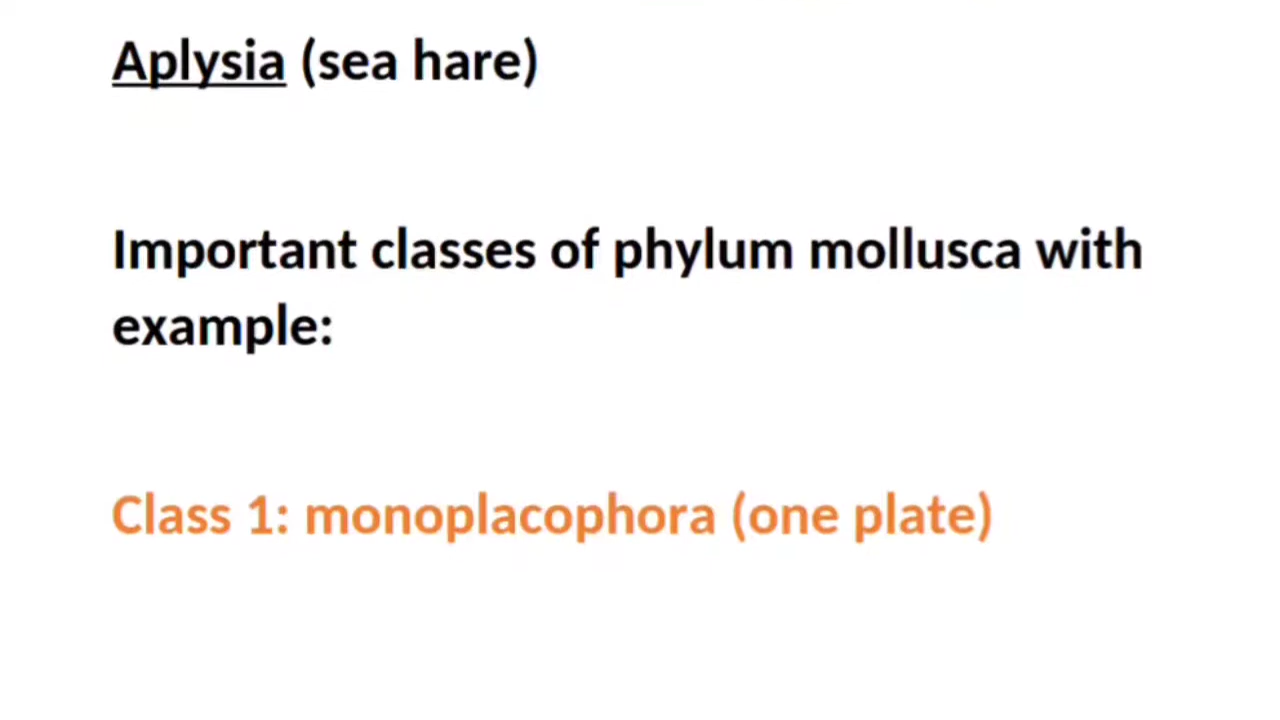 Aplysia (sea hare)
Important classes of phylum mollusca with
example:
Class 1: monoplacophora (one plate)